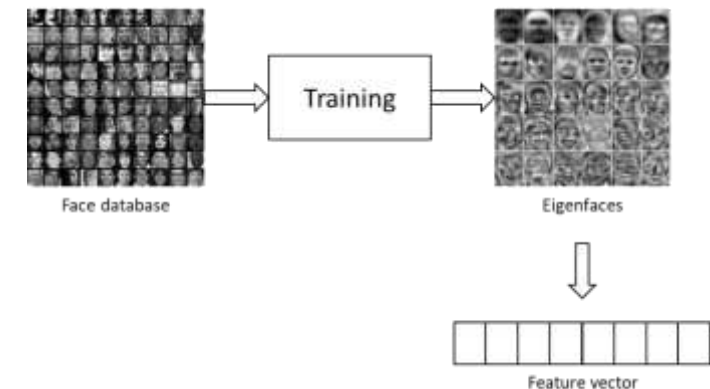 Training
Face database
Eigenfaces
Feature vector